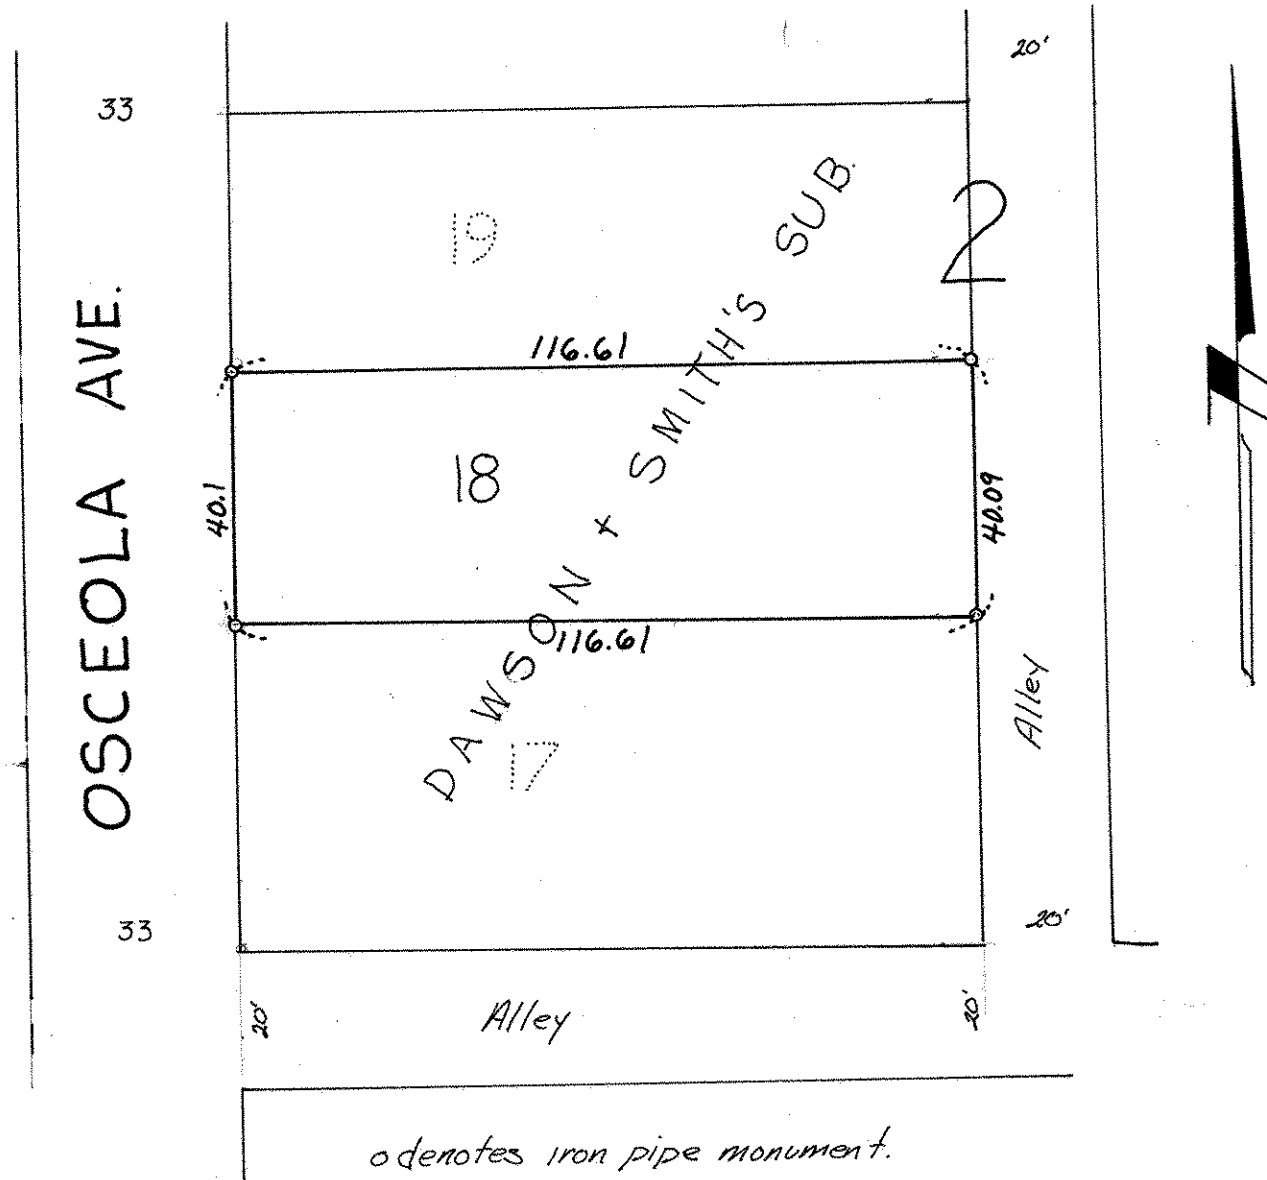 20'
33
19
DAWSON + SMITH'S SUB.
2
OSCEOLA AVE.
116.61
18
40.1
40.09
116.61
17
Alley
33
20'
20'
Alley
20'
o denotes iron pipe monument.